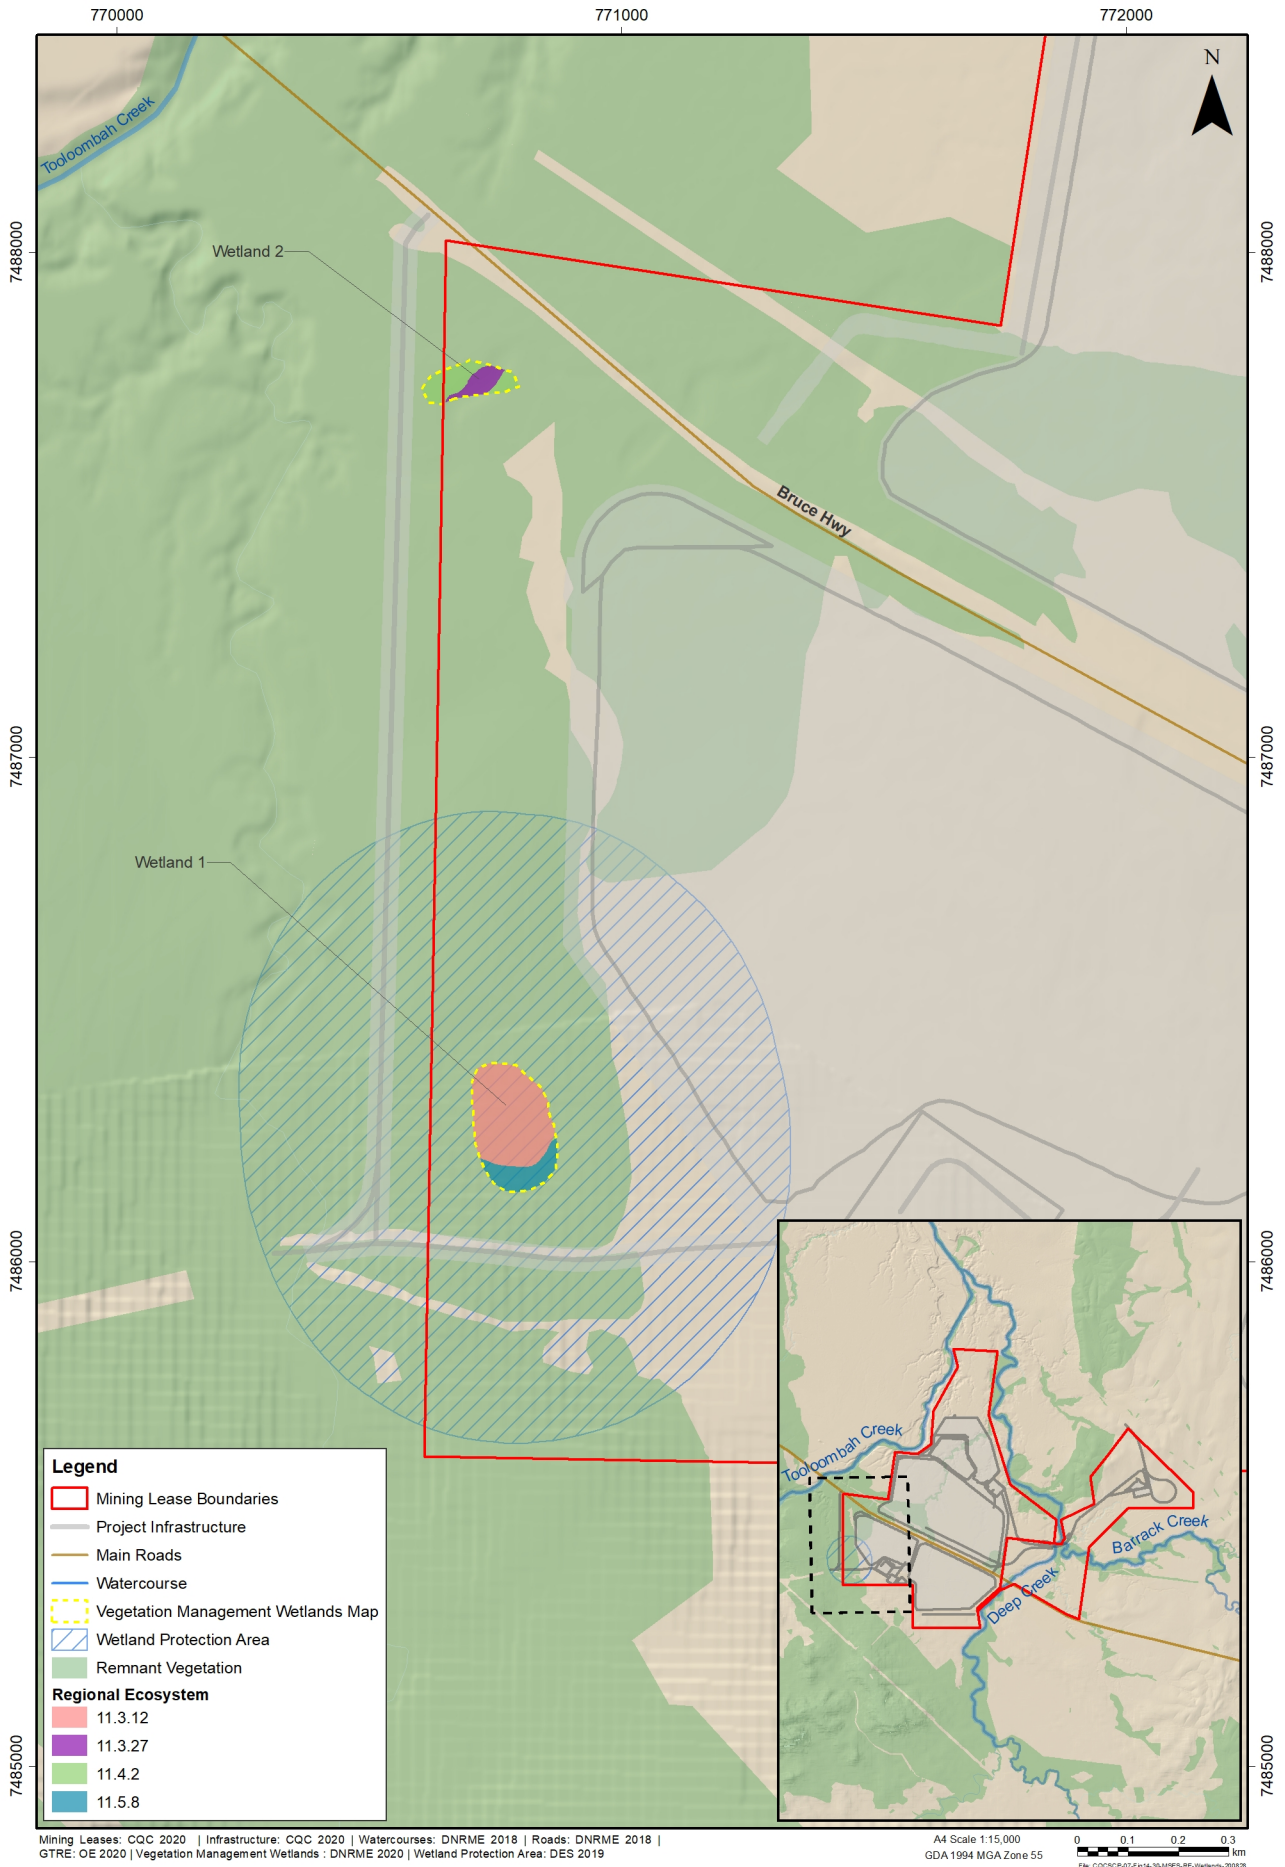 770000
771000
772000
N
Tooloombah Creek
Wetland 2
7488000
7488000
Bruce Hwy
7487000
7487000
Wetland 1
7486000
7486000
Tooloombah Creek
Barrack Creek
Deep Creek
7485000
7485000
Legend
Mining Lease Boundaries
Project Infrastructure
Main Roads
Watercourse
Vegetation Management Wetlands Map
Wetland Protection Area
Remnant Vegetation
Regional Ecosystem
11.3.12
11.3.27
11.4.2
11.5.8
Mining Leases: CQC 2020 | Infrastructure: CQC 2020 | Watercourses: DNRME 2018 | Roads: DNRME 2018 |
GTRE: OE 2020 | Vegetation Management Wetlands : DNRME 2020 | Wetland Protection Area: DES 2019
A4 Scale 1:15,000
GDA 1994 MGA Zone 55
0 0.1 0.2 0.3
km